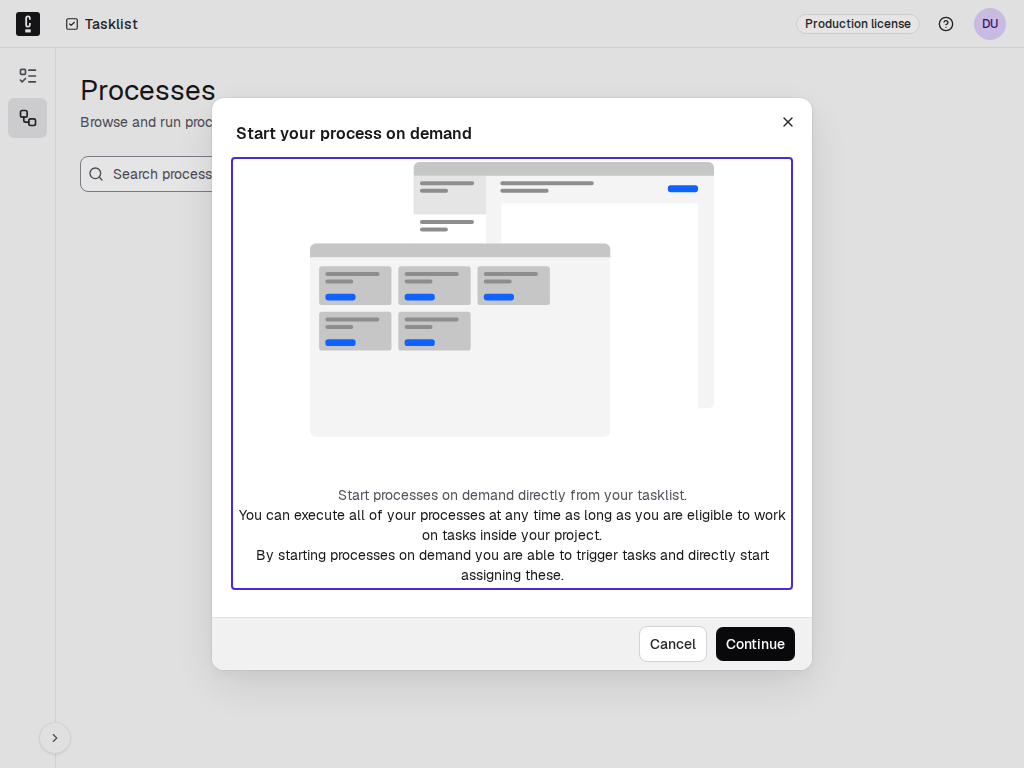 Tasklist
Production license
DU
Processes
Browse and run proc
Search process
Start your process on demand
Start processes on demand directly from your tasklist.
You can execute all of your processes at any time as long as you are eligible to work
on tasks inside your project.
By starting processes on demand you are able to trigger tasks and directly start
assigning these.
Cancel
Continue